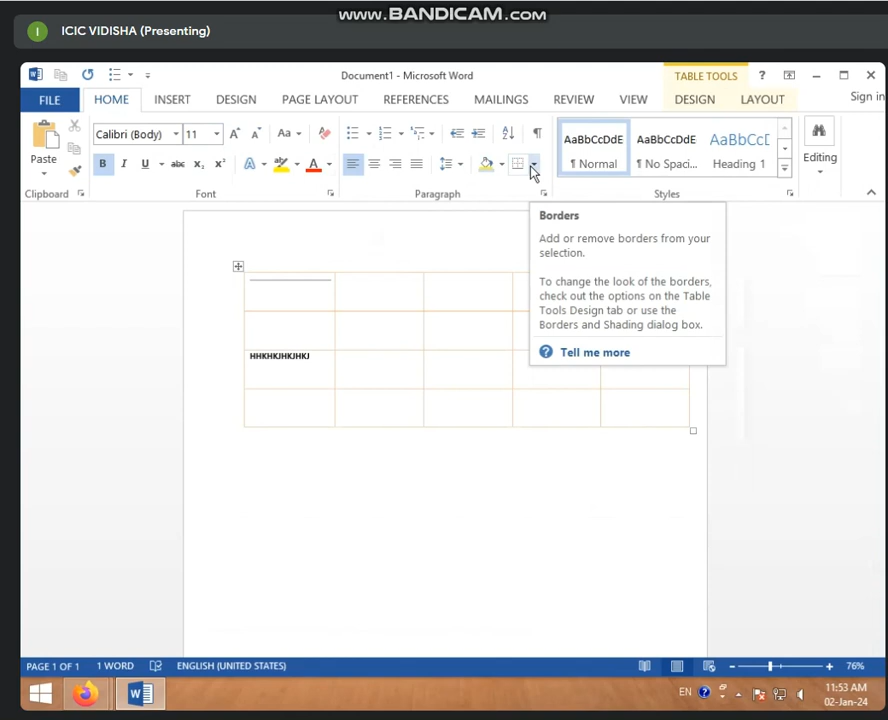 WWW.BANDICAM.COM
I ICIC VIDISHA (Presenting)
Document1 - Microsoft Word
TABLE TOOLS
?
FILE HOME INSERT DESIGN PAGE LAYOUT REFERENCES MAILINGS REVIEW VIEW DESIGN LAYOUT Sign in
Calibri (Body) 11 Aa
AaBbCcDdE AaBbCcDdE AaBbCcD
Paste B I U abc x₂ x² A A
¶ Normal ¶ No Spaci... Heading 1 Editing
Clipboard Font Paragraph Styles
Borders
Add or remove borders from your
selection.
To change the look of the borders,
check out the options on the Table
Tools Design tab or use the
Borders and Shading dialog box.
? Tell me more
HHKHKJHKJHKJ
PAGE 1 OF 1 1 WORD ENGLISH (UNITED STATES) 76%
EN ? 11:53 AM
02-Jan-24